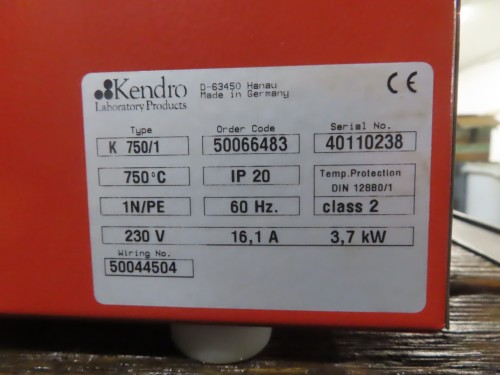 Kendro
Laboratory Products
D-63450 Hanau
Made in Germany
CE
Type
Order Code
Serial No.
K 750/1
50066483
40110238
750°C
IP 20
Temp.Protection
DIN 12880/1
1N/PE
60 Hz.
class 2
230 V
16,1 A
3,7 kW
Wiring No.
50044504